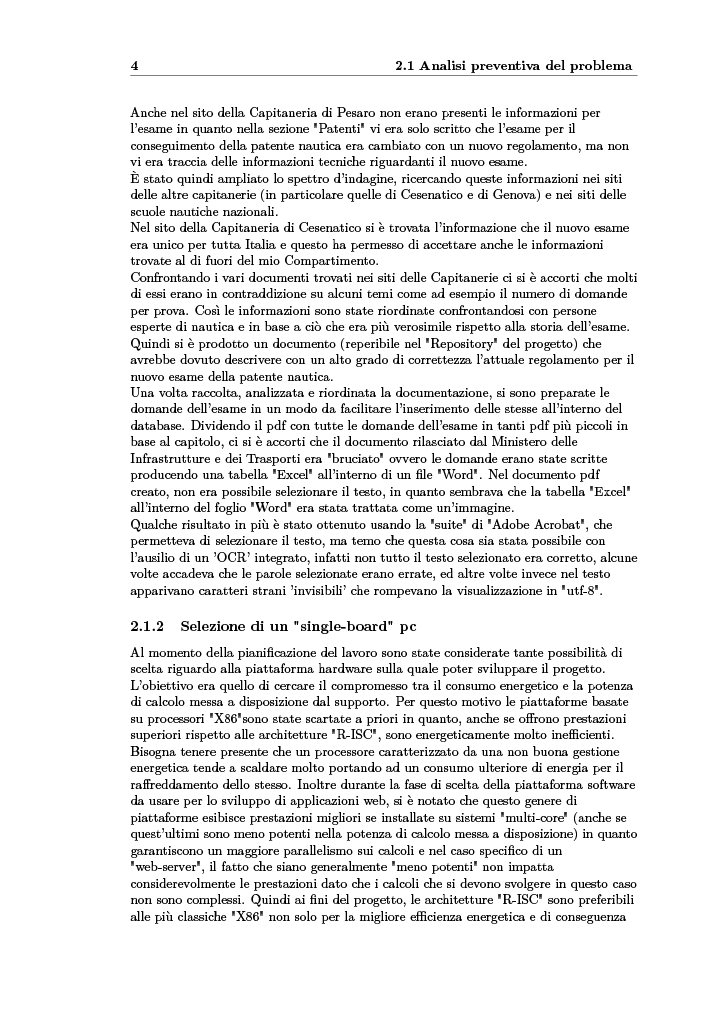 4 2.1 Analisi preventiva del problema
Anche nel sito della Capitaneria di Pesaro non erano presenti le informazioni per
l'esame in quanto nella sezione "Patenti" vi era solo scritto che l'esame per il
conseguimento della patente nautica era cambiato con un nuovo regolamento, ma non
vi era traccia delle informazioni tecniche riguardanti il nuovo esame.
È stato quindi ampliato lo spettro d'indagine, ricercando queste informazioni nei siti
delle altre capitanerie (in particolare quelle di Cesenatico e di Genova) e nei siti delle
scuole nautiche nazionali.
Nel sito della Capitaneria di Cesenatico si è trovata l'informazione che il nuovo esame
era unico per tutta Italia e questo ha permesso di accettare anche le informazioni
trovate al di fuori del mio Compartimento.
Confrontando i vari documenti trovati nei siti delle Capitanerie ci si è accorti che molti
di essi erano in contraddizione su alcuni temi come ad esempio il numero di domande
per prova. Così le informazioni sono state riordinate confrontandosi con persone
esperte di nautica e in base a ciò che era più verosimile rispetto alla storia dell'esame.
Quindi si è prodotto un documento (reperibile nel "Repository" del progetto) che
avrebbe dovuto descrivere con un alto grado di correttezza l'attuale regolamento per il
nuovo esame della patente nautica.
Una volta raccolta, analizzata e riordinata la documentazione, si sono preparate le
domande dell'esame in un modo da facilitare l'inserimento delle stesse all'interno del
database. Dividendo il pdf con tutte le domande dell'esame in tanti pdf più piccoli in
base al capitolo, ci si è accorti che il documento rilasciato dal Ministero delle
Infrastrutture e dei Trasporti era "bruciato" ovvero le domande erano state scritte
producendo una tabella "Excel" all'interno di un file "Word". Nel documento pdf
creato, non era possibile selezionare il testo, in quanto sembrava che la tabella "Excel"
all'interno del foglio "Word" era stata trattata come un'immagine.
Qualche risultato in più è stato ottenuto usando la "suite" di "Adobe Acrobat", che
permetteva di selezionare il testo, ma temo che questa cosa sia stata possibile con
l'ausilio di un 'OCR' integrato, infatti non tutto il testo selezionato era corretto, alcune
volte accadeva che le parole selezionate erano errate, ed altre volte invece nel testo
apparivano caratteri strani 'invisibili' che rompevano la visualizzazione in "utf-8".
2.1.2 Selezione di un "single-board" pc
Al momento della pianificazione del lavoro sono state considerate tante possibilità di
scelta riguardo alla piattaforma hardware sulla quale poter sviluppare il progetto.
L'obiettivo era quello di cercare il compromesso tra il consumo energetico e la potenza
di calcolo messa a disposizione dal supporto. Per questo motivo le piattaforme basate
su processori "X86"sono state scartate a priori in quanto, anche se offrono prestazioni
superiori rispetto alle architetture "R-ISC", sono energeticamente molto inefficienti.
Bisogna tenere presente che un processore caratterizzato da una non buona gestione
energetica tende a scaldare molto portando ad un consumo ulteriore di energia per il
raffreddamento dello stesso. Inoltre durante la fase di scelta della piattaforma software
da usare per lo sviluppo di applicazioni web, si è notato che questo genere di
piattaforme esibisce prestazioni migliori se installate su sistemi "multi-core" (anche se
quest'ultimi sono meno potenti nella potenza di calcolo messa a disposizione) in quanto
garantiscono un maggiore parallelismo sui calcoli e nel caso specifico di un
"web-server", il fatto che siano generalmente "meno potenti" non impatta
considerevolmente le prestazioni dato che i calcoli che si devono svolgere in questo caso
non sono complessi. Quindi ai fini del progetto, le architetture "R-ISC" sono preferibili
alle più classiche "X86" non solo per la migliore efficienza energetica e di conseguenza